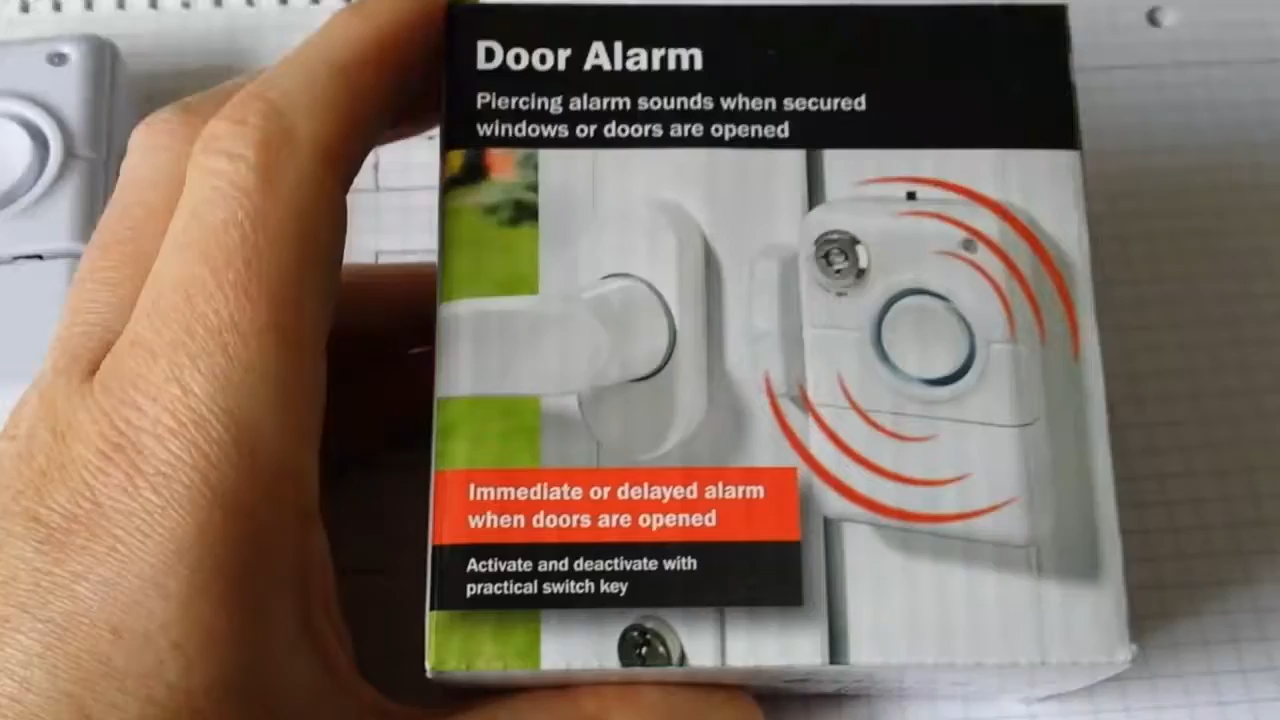 Door Alarm
Piercing alarm sounds when secured
windows or doors are opened
Immediate or delayed alarm
when doors are opened
Activate and deactivate with
practical switch key